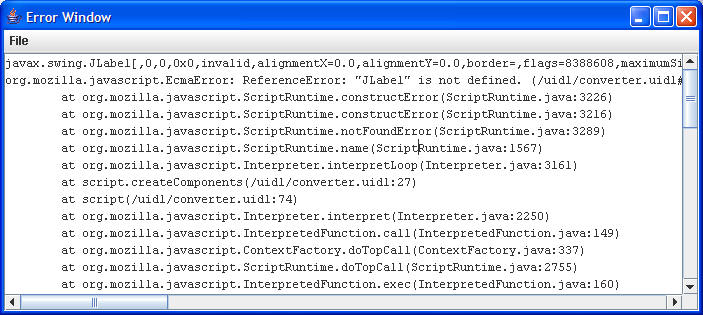 Error Window
File
javax.swing.JLabel[,0,0,0x0,invalid,alignmentX=0.0,alignmentY=0.0,border=,flags=8388608,maximumSi
org.mozilla.javascript.EcmaError: ReferenceError: "JLabel" is not defined. (/uidl/converter.uidl#
at org.mozilla.javascript.ScriptRuntime.constructError(ScriptRuntime.java:3226)
at org.mozilla.javascript.ScriptRuntime.constructError(ScriptRuntime.java:3216)
at org.mozilla.javascript.ScriptRuntime.notFoundError(ScriptRuntime.java:3289)
at org.mozilla.javascript.ScriptRuntime.name(ScriptRuntime.java:1567)
at org.mozilla.javascript.Interpreter.interpretLoop(Interpreter.java:3161)
at script.createComponents(/uidl/converter.uidl:27)
at script(/uidl/converter.uidl:74)
at org.mozilla.javascript.Interpreter.interpret(Interpreter.java:2250)
at org.mozilla.javascript.InterpretedFunction.call(InterpretedFunction.java:149)
at org.mozilla.javascript.ContextFactory.doTopCall(ContextFactory.java:337)
at org.mozilla.javascript.ScriptRuntime.doTopCall(ScriptRuntime.java:2755)
at org.mozilla.javascript.InterpretedFunction.exec(InterpretedFunction.java:160)